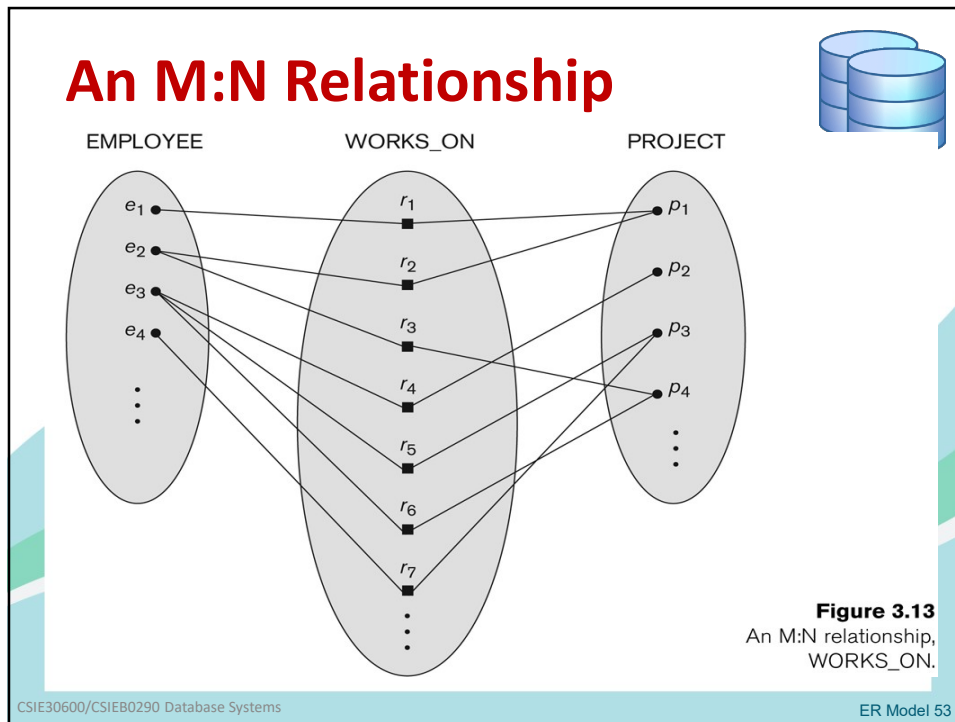 An M:N Relationship
EMPLOYEE
WORKS_ON
PROJECT
e1
e2
e3
e4
r1
r2
r3
r4
r5
r6
r7
p1
p2
p3
p4
Figure 3.13
An M:N relationship,
WORKS_ON.
CSIE30600/CSIEB0290 Database Systems
ER Model 53